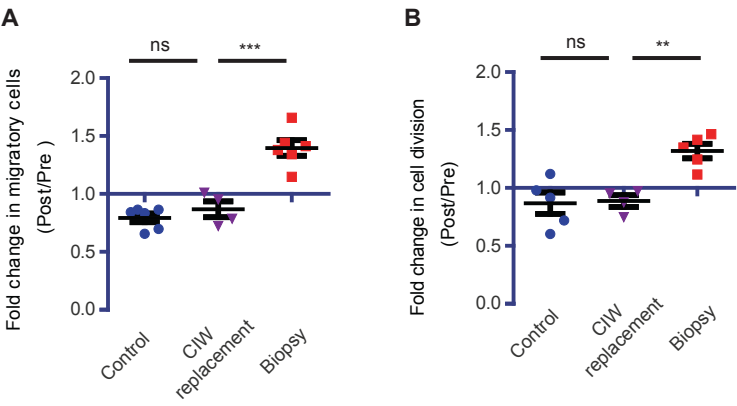 A
ns
***
Fold change in migratory cells
(Post/Pre )
2.0
1.5
1.0
0.5
0.0
Control
CIW
replacement
Biopsy
B
ns
**
Fold change in cell division
(Post/Pre)
2.0
1.5
1.0
0.5
0.0
Control
CIW
replacement
Biopsy